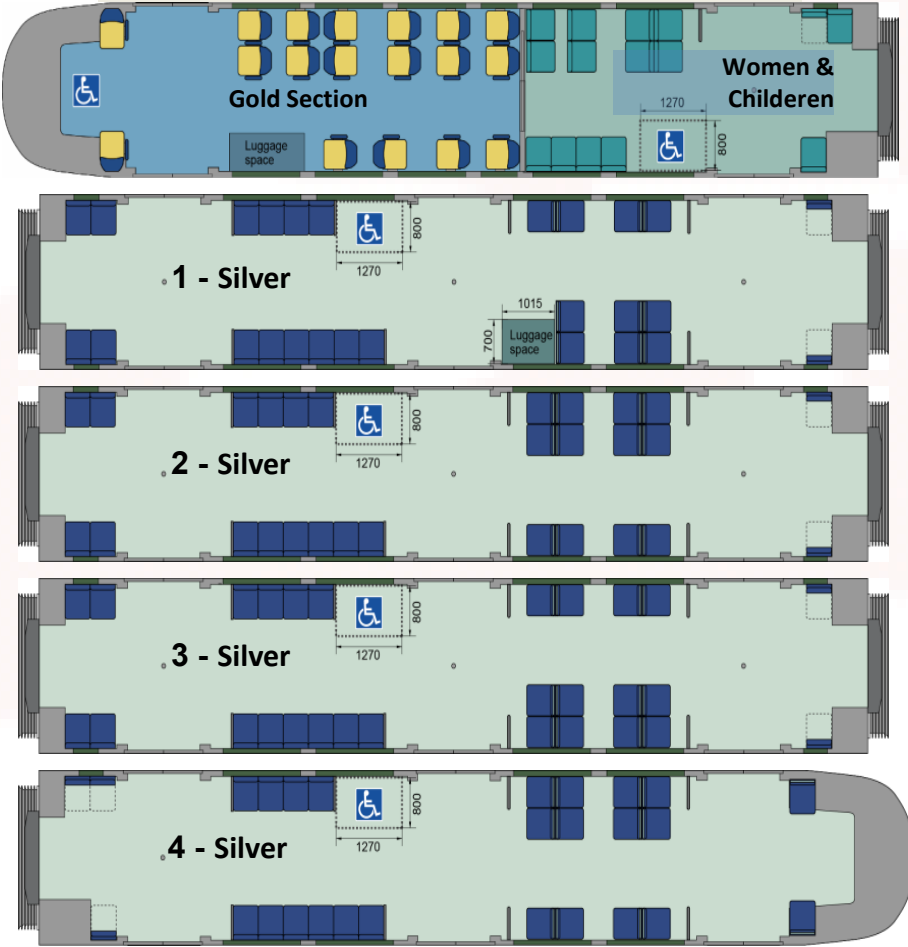 Gold Section
Luggage
space
Women &
Childeren
1270
800
1 - Silver
800
1270
1015
700
Luggage
space
2 - Silver
800
1270
3 - Silver
800
1270
4 - Silver
800
1270